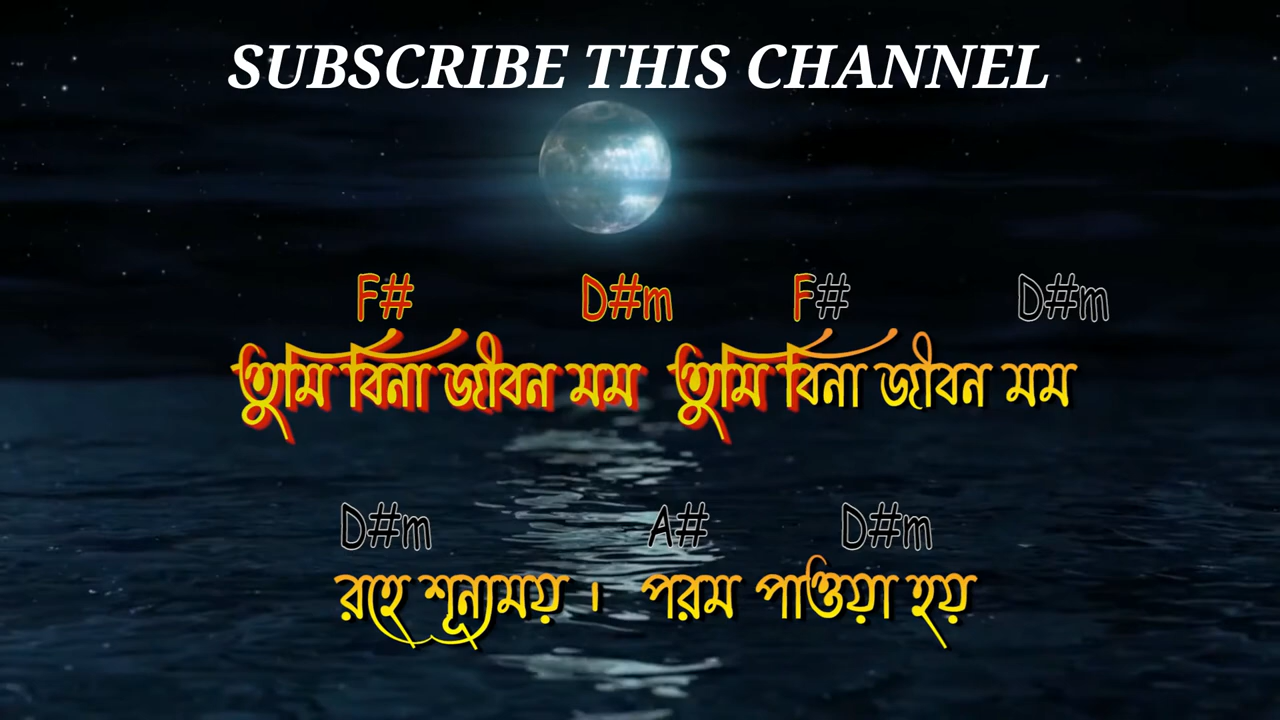 SUBSCRIBE THIS CHANNEL
F# D#m F# D#m
তুমি বিনা জীবন মম তুমি বিনা জীবন মম
D#m A# D#m
রহে শূন্যময় । পরম পাওয়া হয়